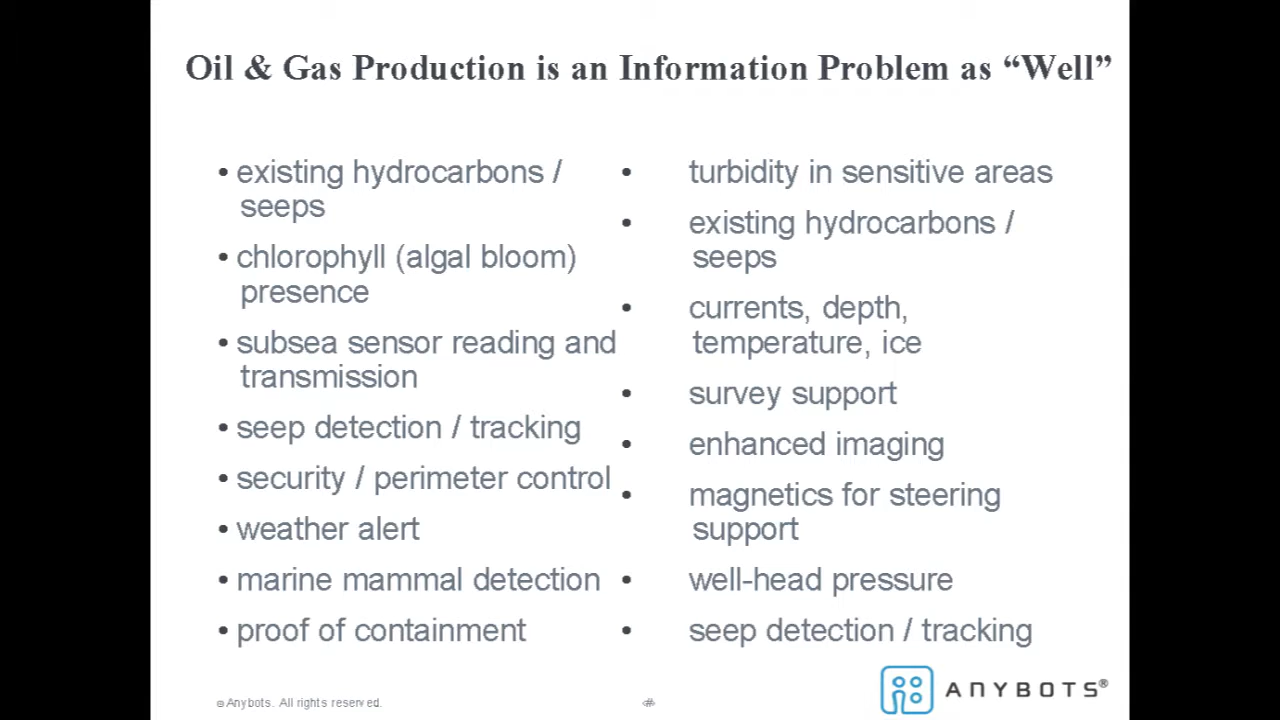 Oil & Gas Production is an Information Problem as “Well”
• existing hydrocarbons /
seeps
• chlorophyll (algal bloom)
presence
• subsea sensor reading and
transmission
• seep detection / tracking
• security / perimeter control
• weather alert
• marine mammal detection
• proof of containment
• turbidity in sensitive areas
• existing hydrocarbons /
seeps
• currents, depth,
temperature, ice
• survey support
• enhanced imaging
• magnetics for steering
support
• well-head pressure
• seep detection / tracking
© Anybots. All rights reserved.
‹#›
ANYBOTS®